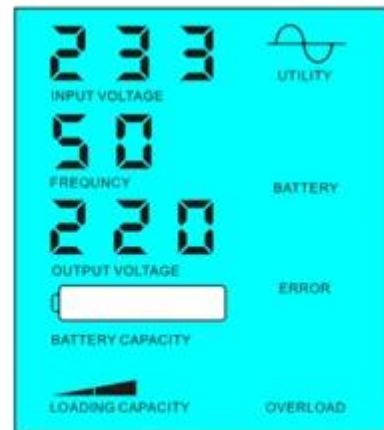 233
UTILITY
INPUT VOLTAGE
50
FREQUNCY
BATTERY
220
OUTPUT VOLTAGE
ERROR
BATTERY CAPACITY
LOADING CAPACITY
OVERLOAD